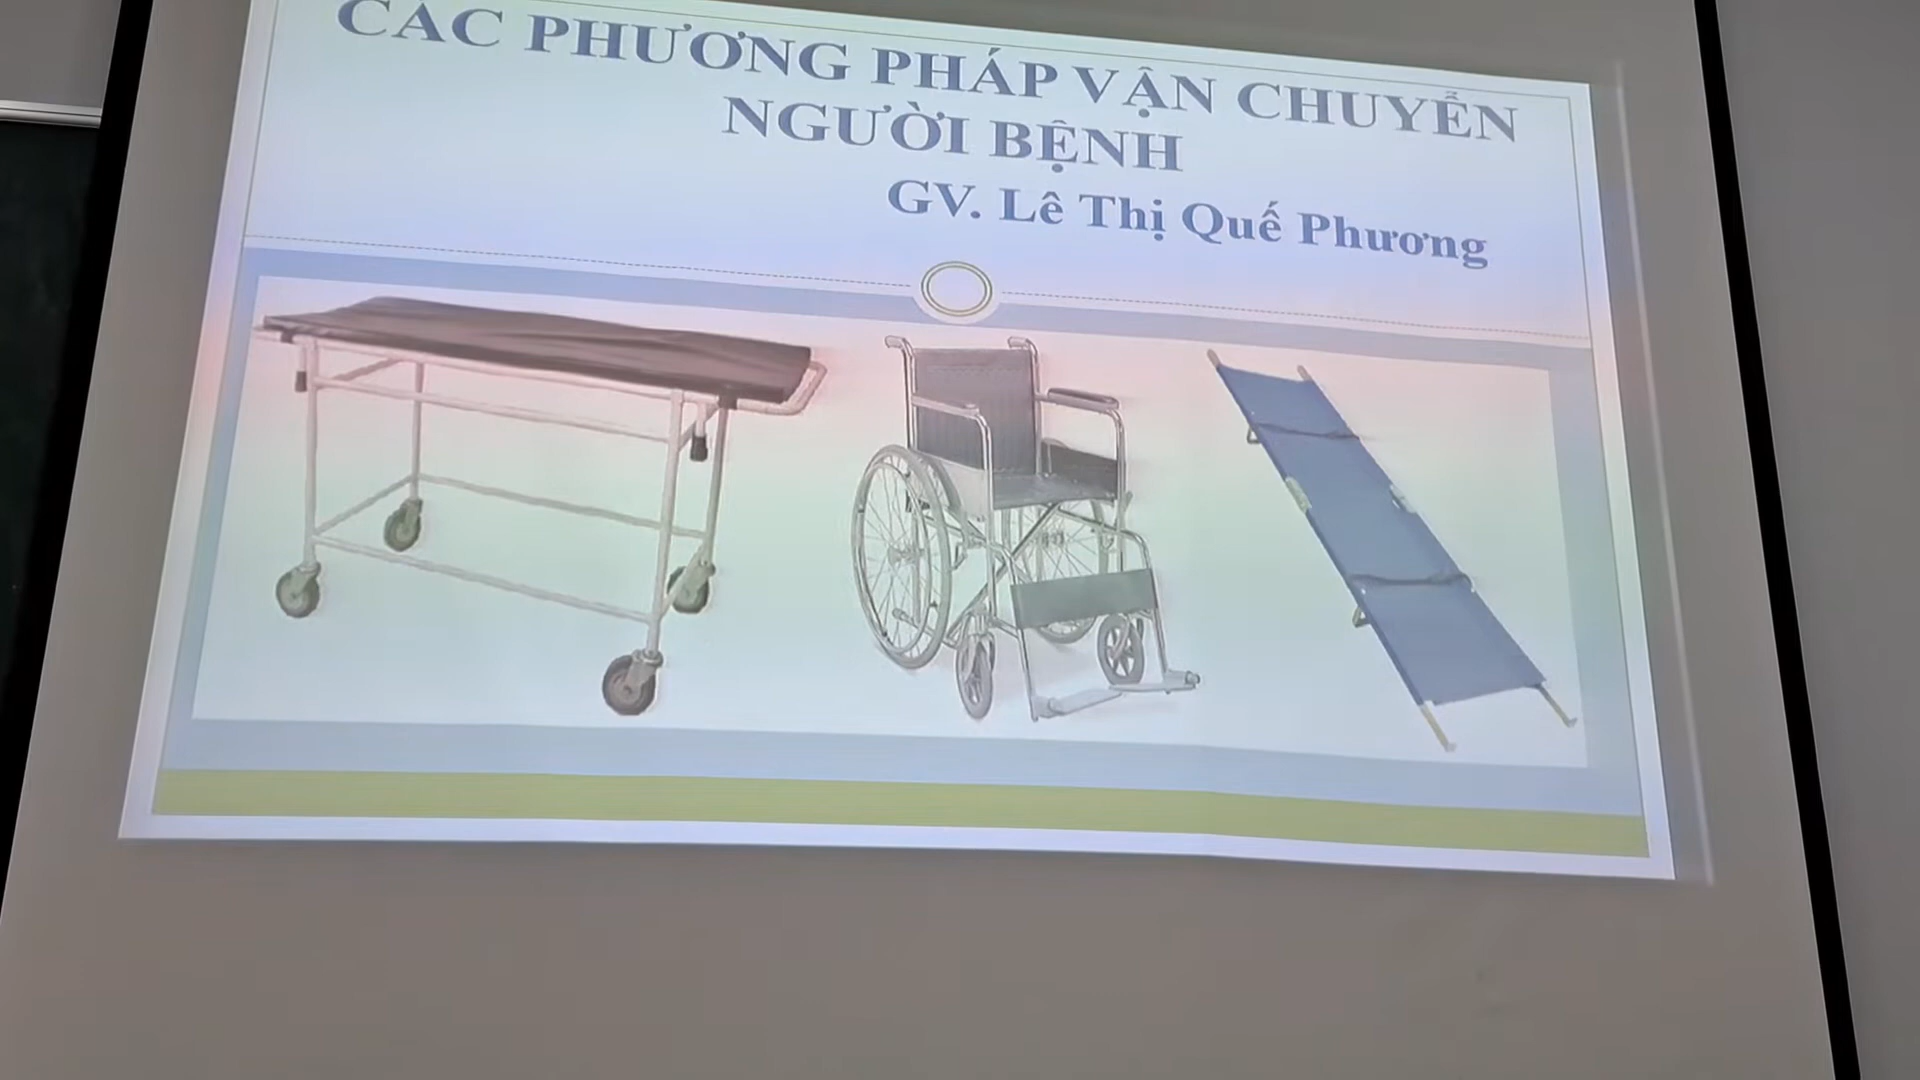 CÁC PHƯƠNG PHÁP VẬN CHUYỂN
NGƯỜI BỆNH
GV. Lê Thị Quế Phương